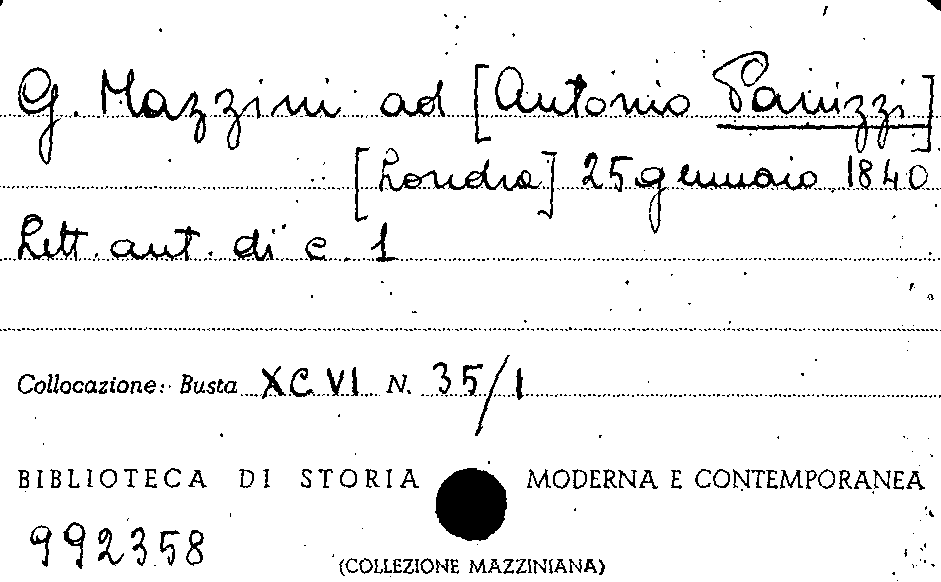 G. Mazzini ad [Antonio Panizzi]
[Londra] 25 gennaio 1840
Lett. aut. di c. 1
Collocazione: Busta XCVI N. 35/1
BIBLIOTECA DI STORIA MODERNA E CONTEMPORANEA
992358
(COLLEZIONE MAZZINIANA)